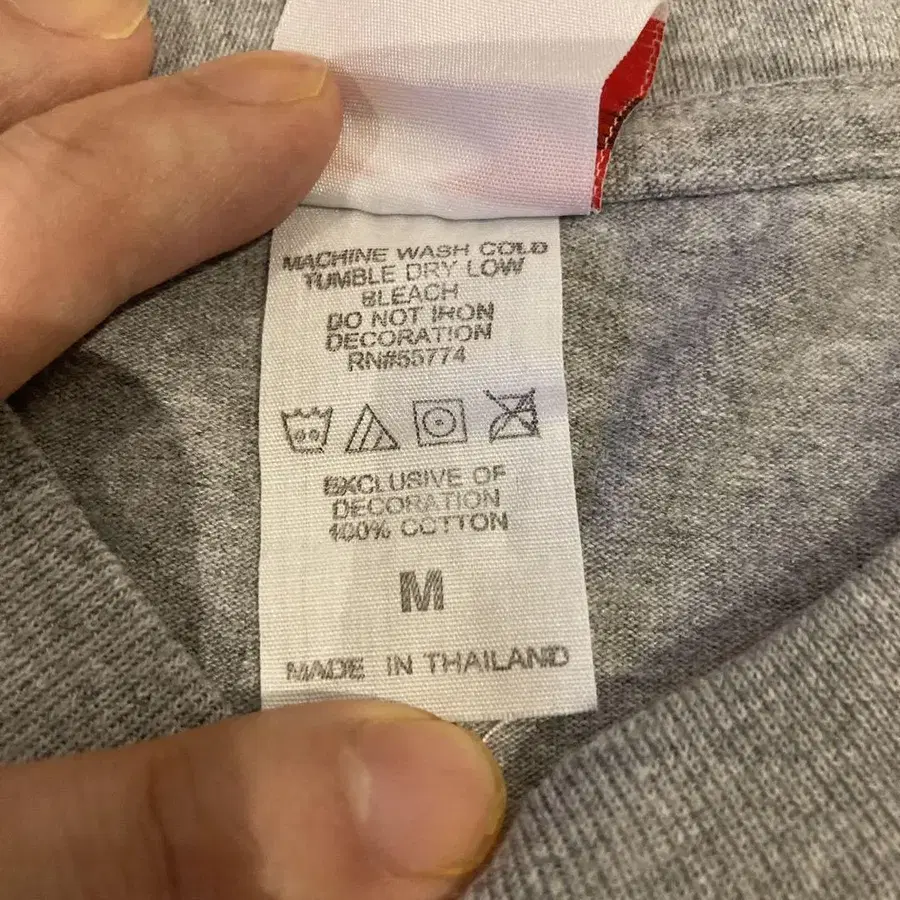 MACHINE WASH COLD
TUMBLE DRY LOW
BLEACH
DO NOT IRON
DECORATION
RN#55774
EXCLUSIVE OF
DECORATION
100% COTTON
M
MADE IN THAILAND